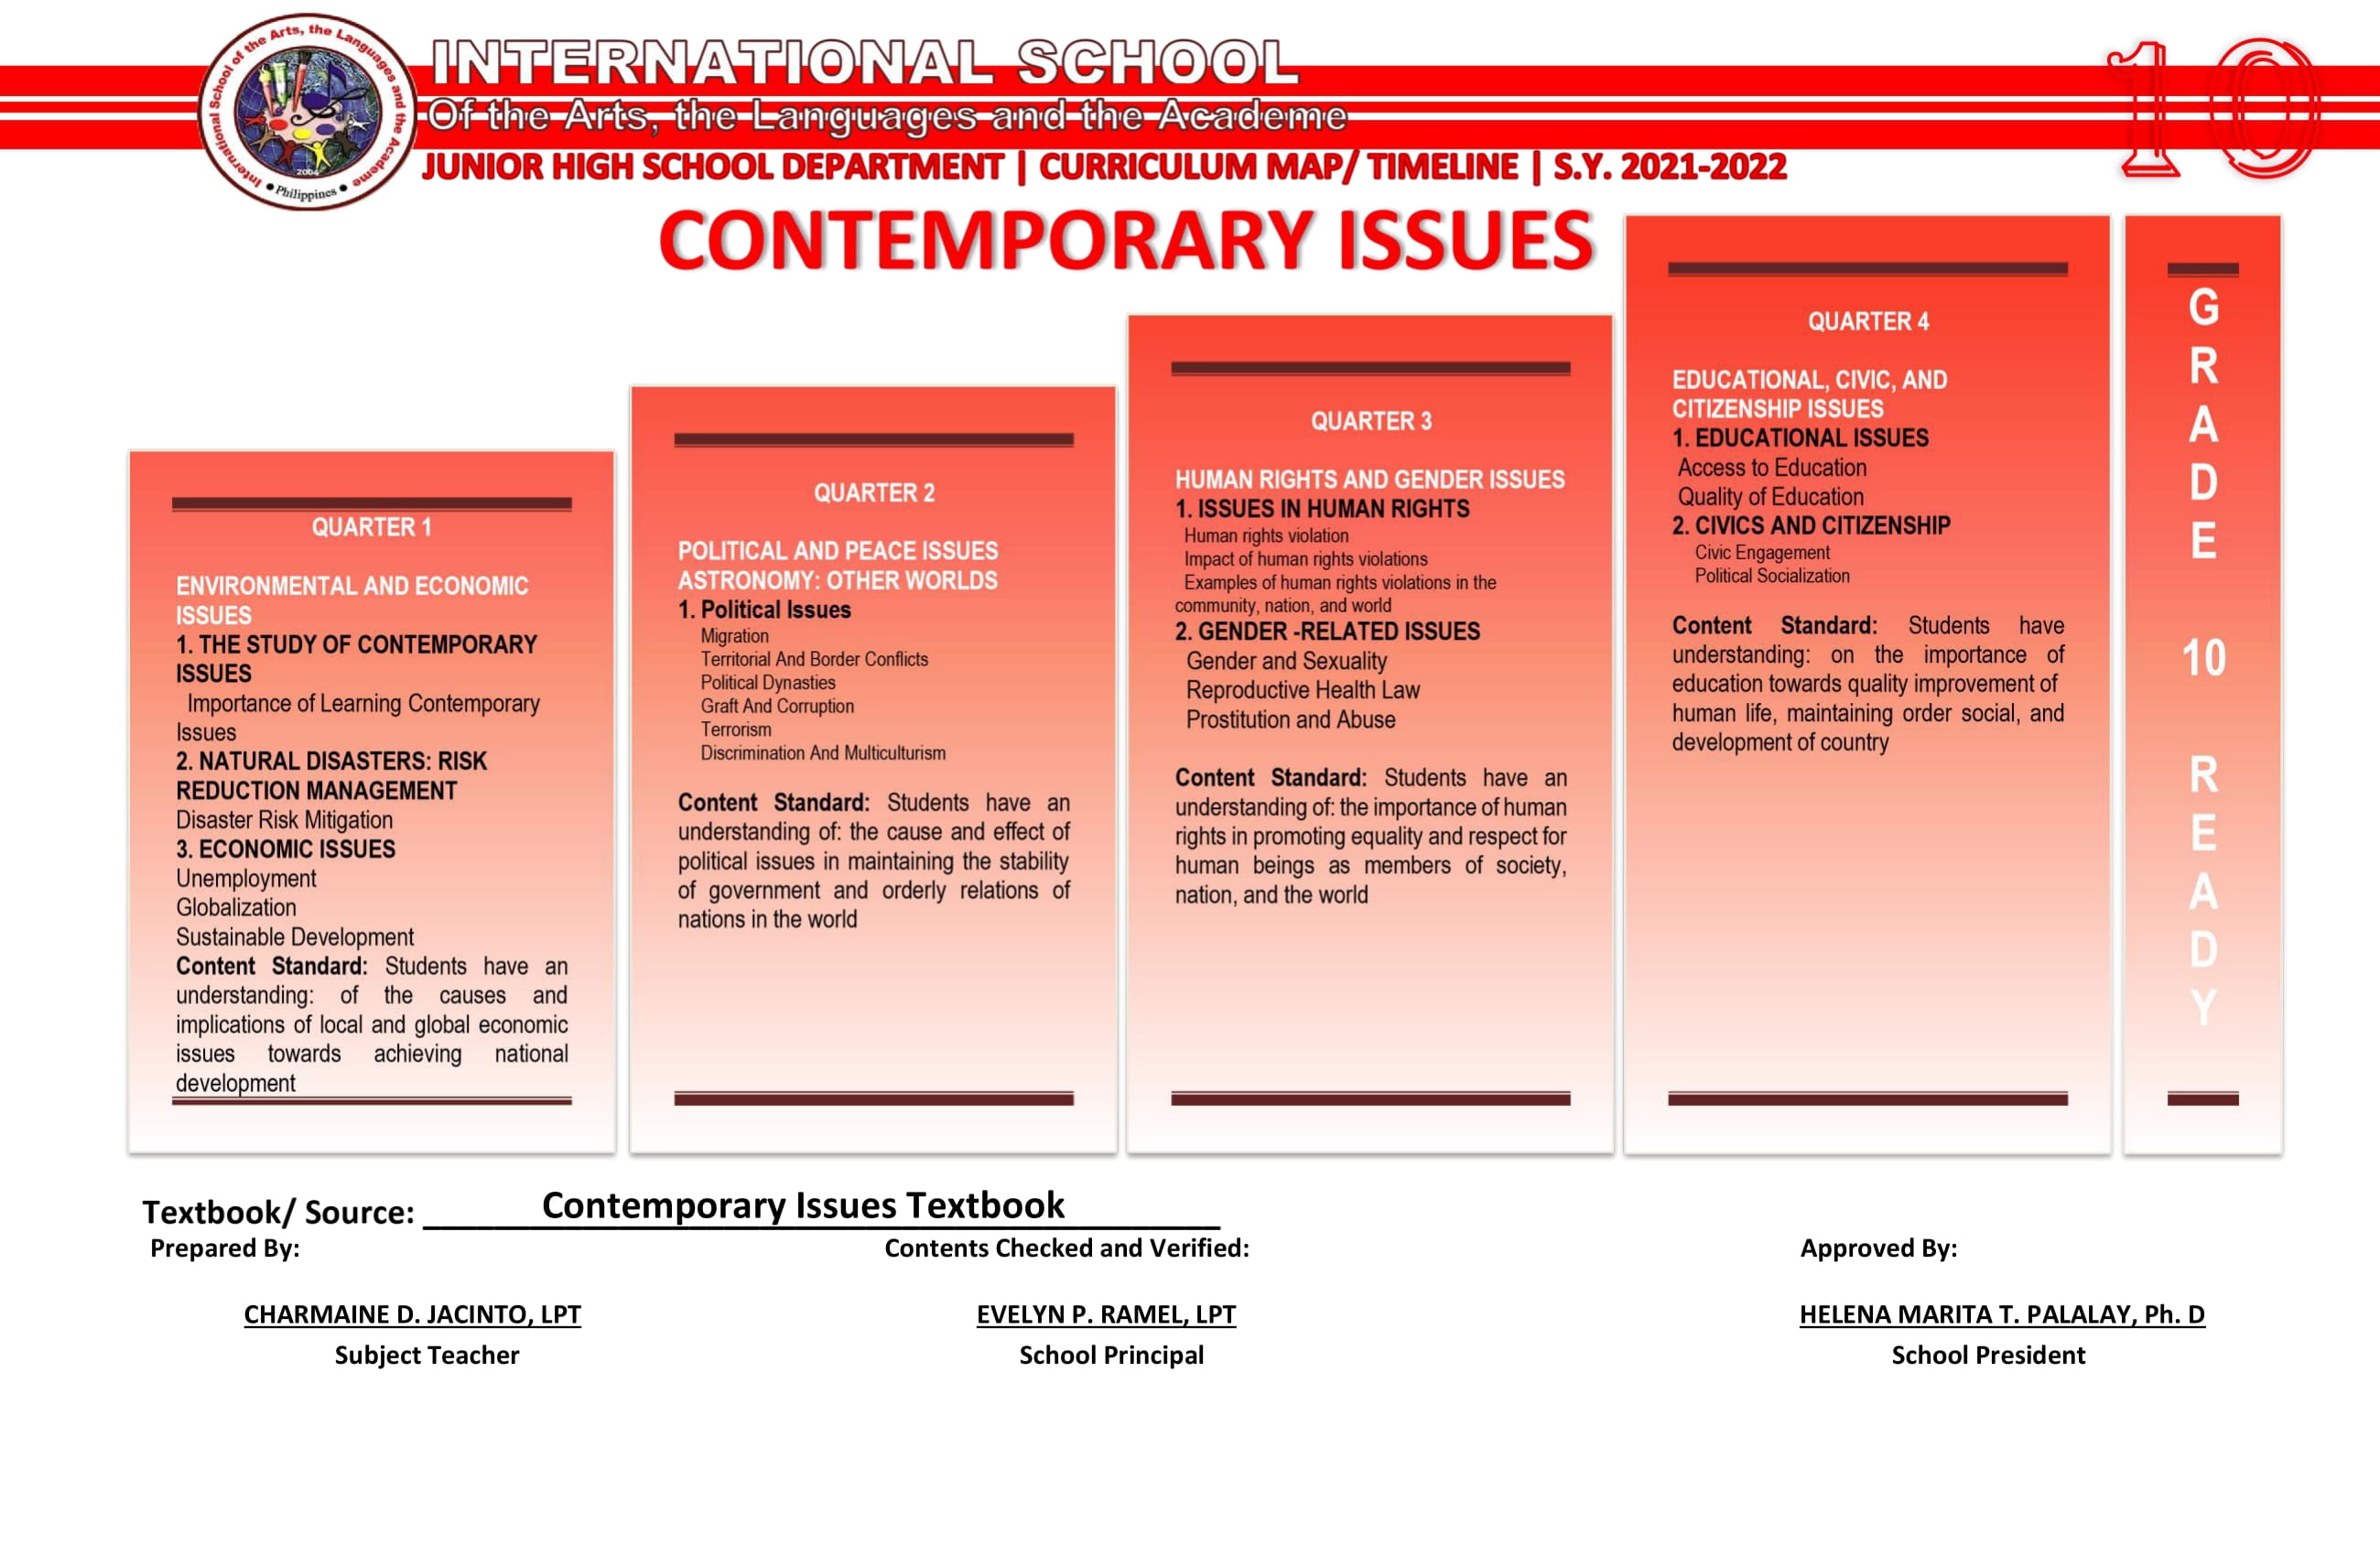 International School of the Arts, the Languages and the Academe
Philippines
2004
INTERNATIONAL SCHOOL
Of the Arts, the Languages and the Academe
10
JUNIOR HIGH SCHOOL DEPARTMENT | CURRICULUM MAP/ TIMELINE | S.Y. 2021-2022
CONTEMPORARY ISSUES
QUARTER 1
ENVIRONMENTAL AND ECONOMIC
ISSUES
1. THE STUDY OF CONTEMPORARY
ISSUES
Importance of Learning Contemporary
Issues
2. NATURAL DISASTERS: RISK
REDUCTION MANAGEMENT
Disaster Risk Mitigation
3. ECONOMIC ISSUES
Unemployment
Globalization
Sustainable Development
Content Standard: Students have an
understanding: of the causes and
implications of local and global economic
issues towards achieving national
development
QUARTER 2
POLITICAL AND PEACE ISSUES
ASTRONOMY: OTHER WORLDS
1. Political Issues
Migration
Territorial And Border Conflicts
Political Dynasties
Graft And Corruption
Terrorism
Discrimination And Multiculturism
Content Standard: Students have an
understanding of: the cause and effect of
political issues in maintaining the stability
of government and orderly relations of
nations in the world
QUARTER 3
HUMAN RIGHTS AND GENDER ISSUES
1. ISSUES IN HUMAN RIGHTS
Human rights violation
Impact of human rights violations
Examples of human rights violations in the
community, nation, and world
2. GENDER -RELATED ISSUES
Gender and Sexuality
Reproductive Health Law
Prostitution and Abuse
Content Standard: Students have an
understanding of: the importance of human
rights in promoting equality and respect for
human beings as members of society,
nation, and the world
QUARTER 4
EDUCATIONAL, CIVIC, AND
CITIZENSHIP ISSUES
1. EDUCATIONAL ISSUES
Access to Education
Quality of Education
2. CIVICS AND CITIZENSHIP
Civic Engagement
Political Socialization
Content Standard: Students have
understanding: on the importance of
education towards quality improvement of
human life, maintaining order social, and
development of country
G
R
A
D
E
10
R
E
A
D
Y
Textbook/ Source: Contemporary Issues Textbook
Prepared By:
Contents Checked and Verified:
Approved By:
CHARMAINE D. JACINTO, LPT
EVELYN P. RAMEL, LPT
HELENA MARITA T. PALALAY, Ph. D
Subject Teacher
School Principal
School President